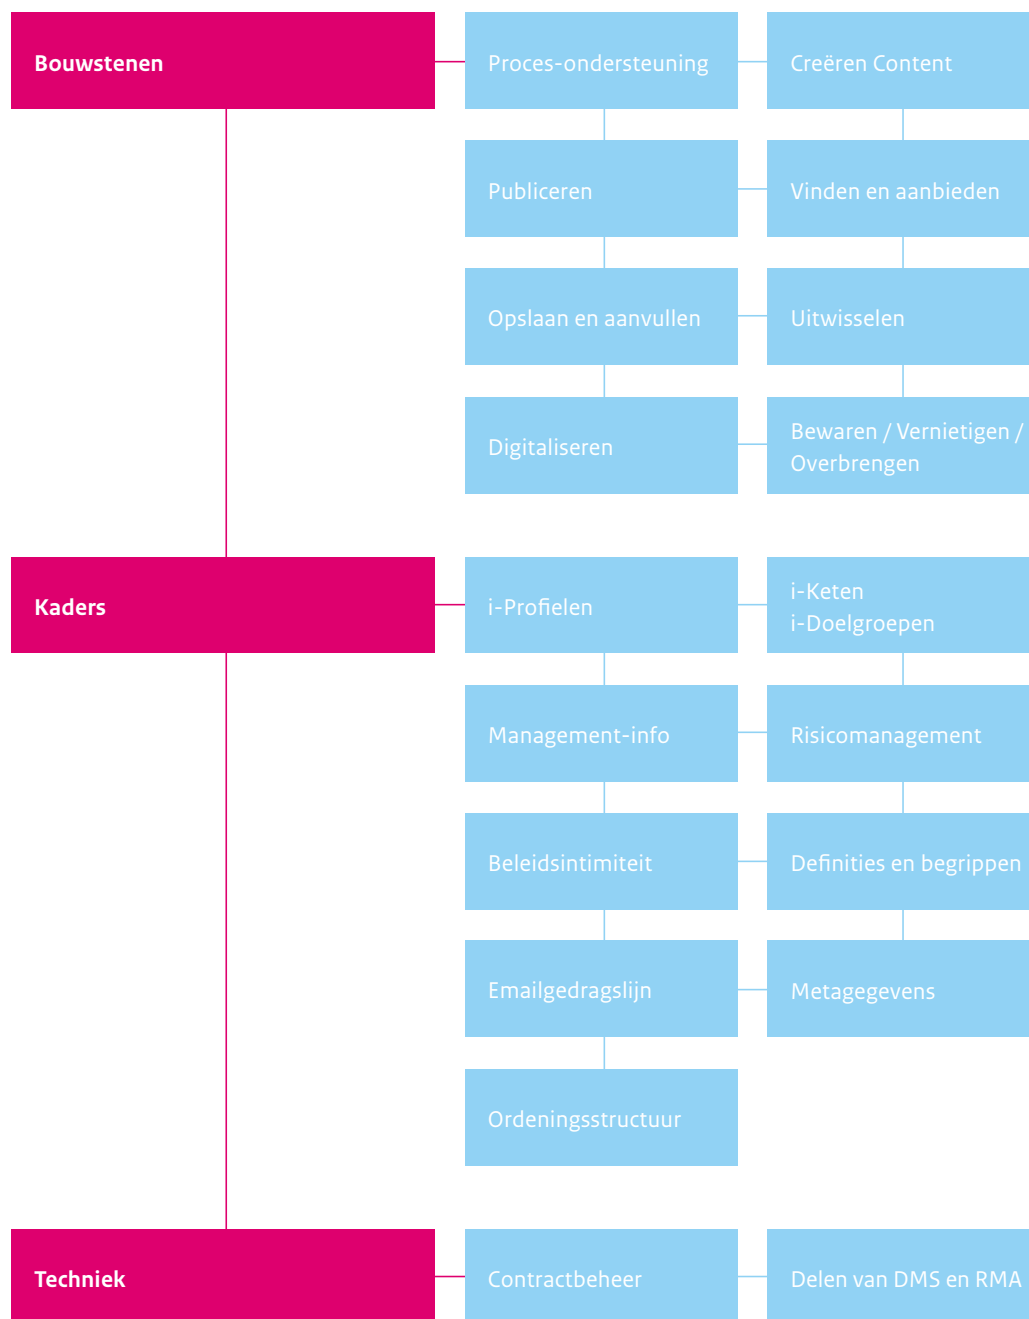 Bouwstenen
Proces-ondersteuning
Creëren Content
Publiceren
Vinden en aanbieden
Opslaan en aanvullen
Uitwisselen
Digitaliseren
Bewaren / Vernietigen /
Overbrengen
Kaders
i-Profielen
i-Keten
i-Doelgroepen
Management-info
Risicomanagement
Beleidsintimiteit
Definities en begrippen
Emailgedragslijn
Metagegevens
Ordeningsstructuur
Techniek
Contractbeheer
Delen van DMS en RMA